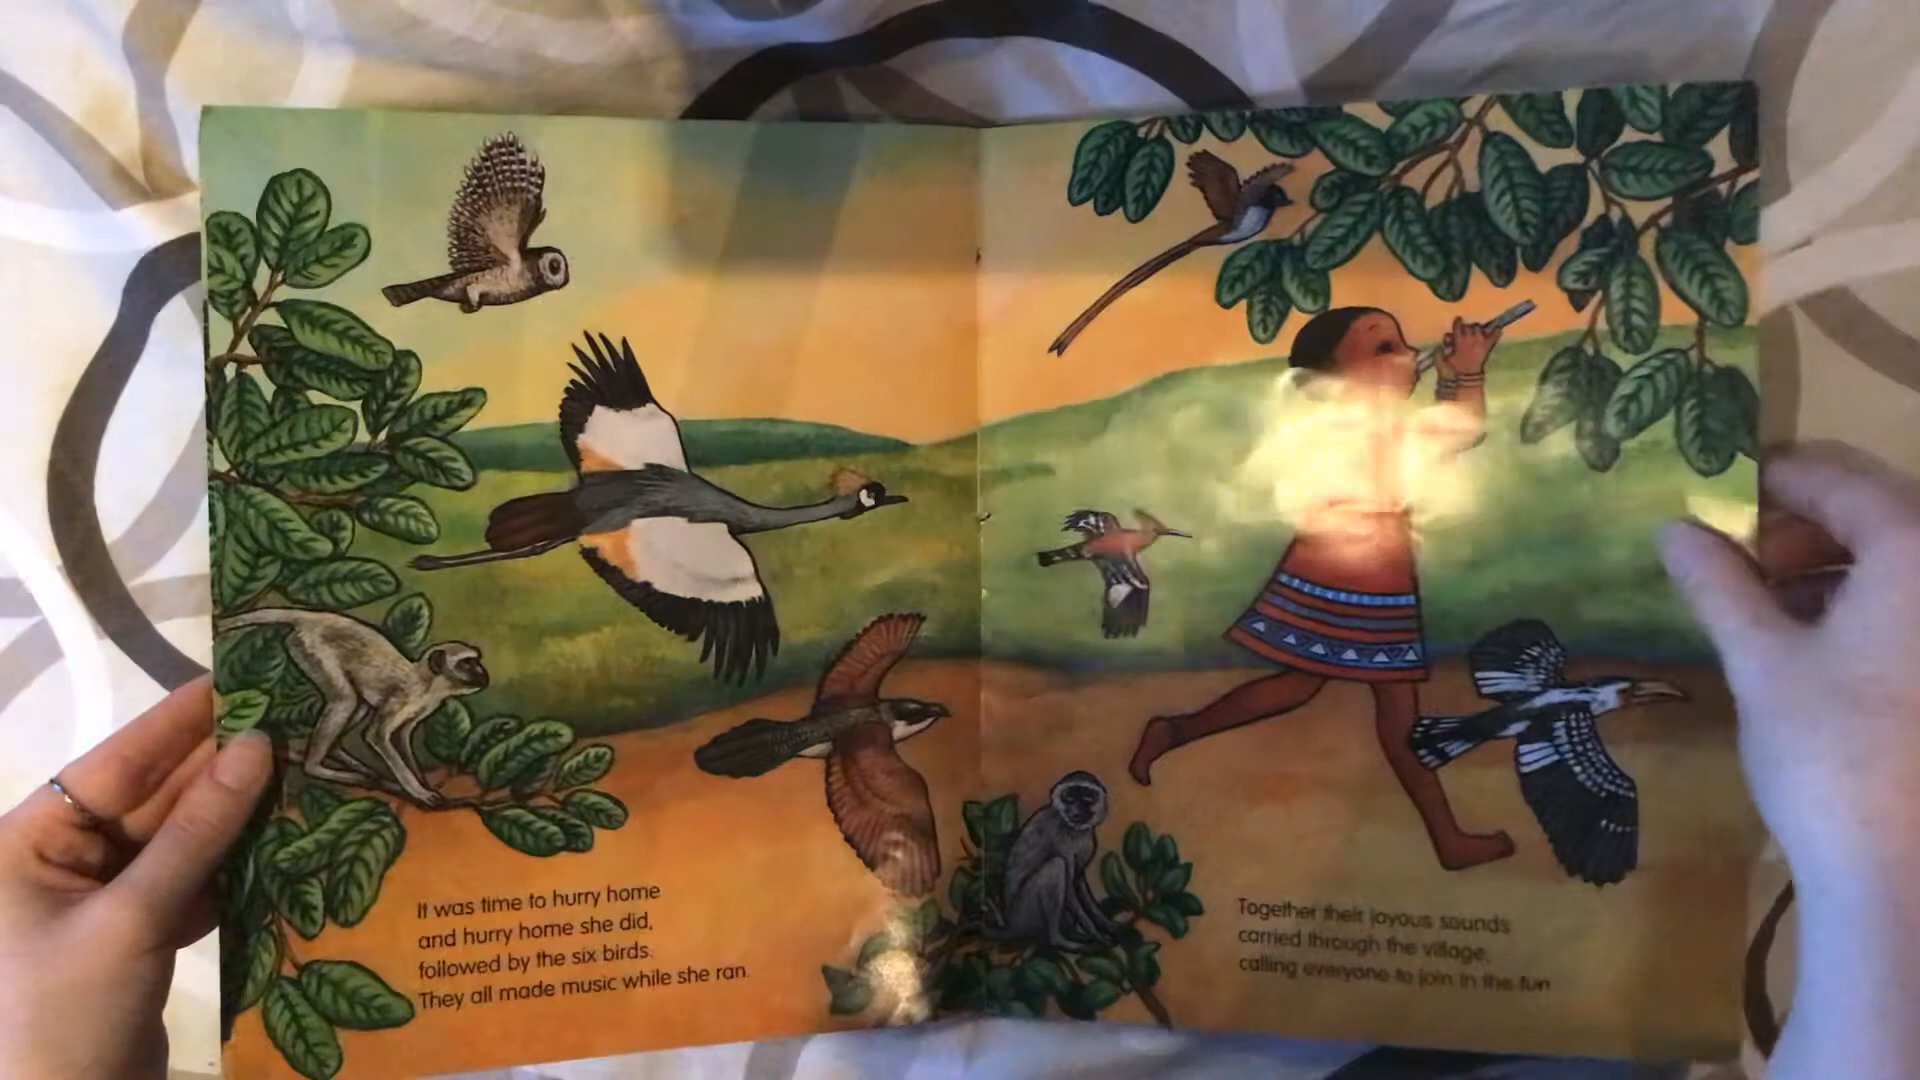 It was time to hurry home
and hurry home she did,
followed by the six birds.
They all made music while she ran.
Together their joyous sounds
carried through the village,
calling everyone to join in the fun